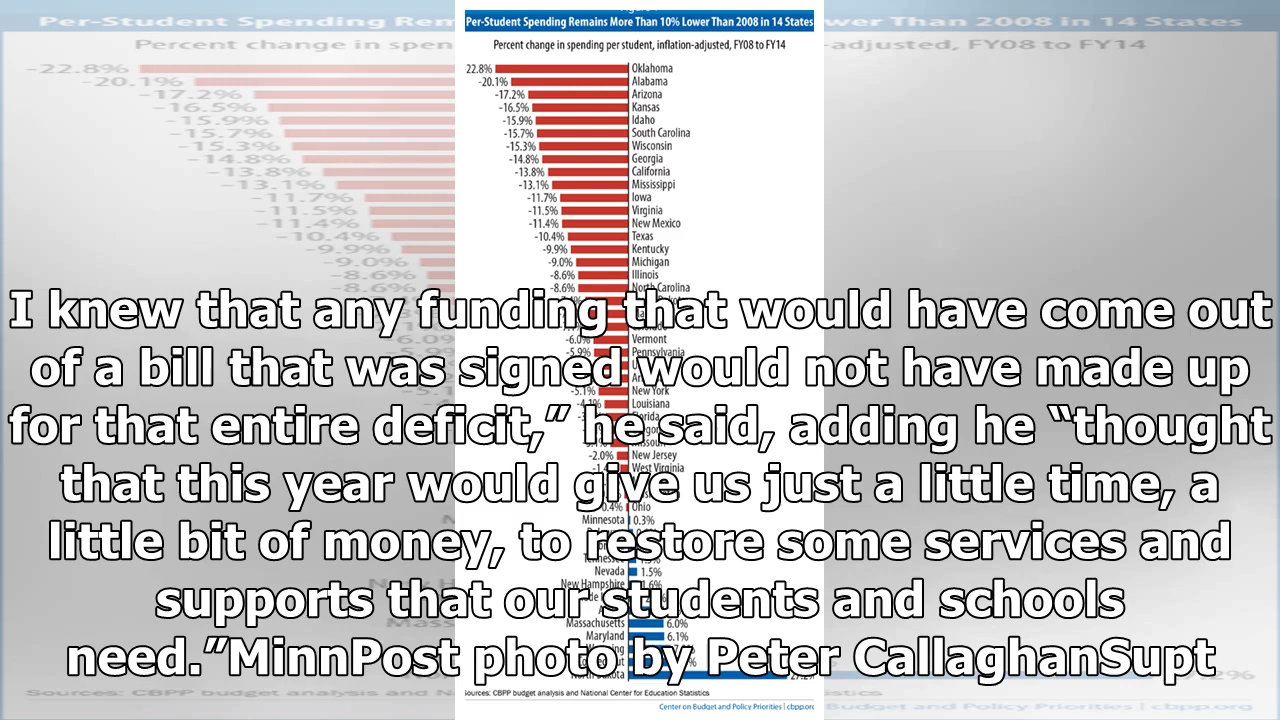 Per-Student Spending Remains More Than 10% Lower Than 2008 in 14 States
Percent change in spending per student, inflation-adjusted, FY08 to FY14
22.8% Oklahoma
-20.1% Alabama
-17.2% Arizona
-16.5% Kansas
-15.9% Idaho
-15.7% South Carolina
-15.3% Wisconsin
-14.8% Georgia
-13.8% California
-13.1% Mississippi
-11.7% Iowa
-11.5% Virginia
-11.4% New Mexico
-10.4% Texas
-9.9% Kentucky
-9.0% Michigan
-8.6% Illinois
-8.6% North Carolina
I knew that any funding that would have come out
-6.0% Vermont
-5.9% Pennsylvania
of a bill that was signed would not have made up
-5.1% New York
-4.1% Louisiana
for that entire deficit,” he said, adding he “thought
-2.0% New Jersey
West Virginia
that this year would give us just a little time, a
0.4% Ohio
Minnesota 0.3%
little bit of money, to restore some services and
Nevada 1.5%
New Hampshire
supports that our students and schools
Massachusetts 6.0%
Maryland 6.1%
need.”MinnPost photo by Peter CallaghanSupt
Sources: CBPP budget analysis and National Center for Education Statistics
Center on Budget and Policy Priorities | cbpp.org